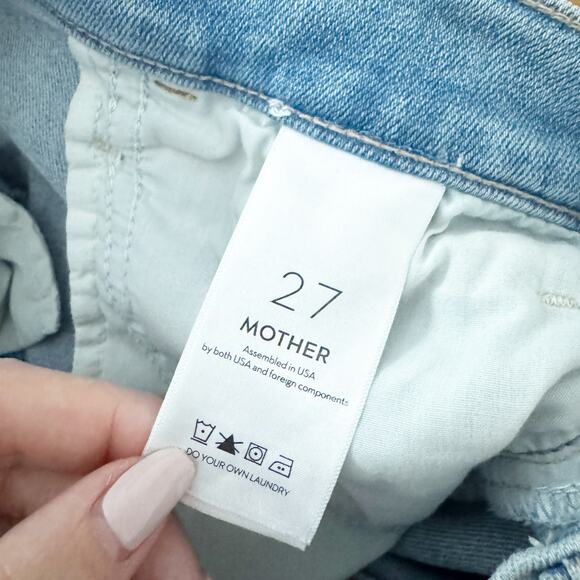 27
MOTHER
Assembled in USA
by both USA and foreign components
DO YOUR OWN LAUNDRY